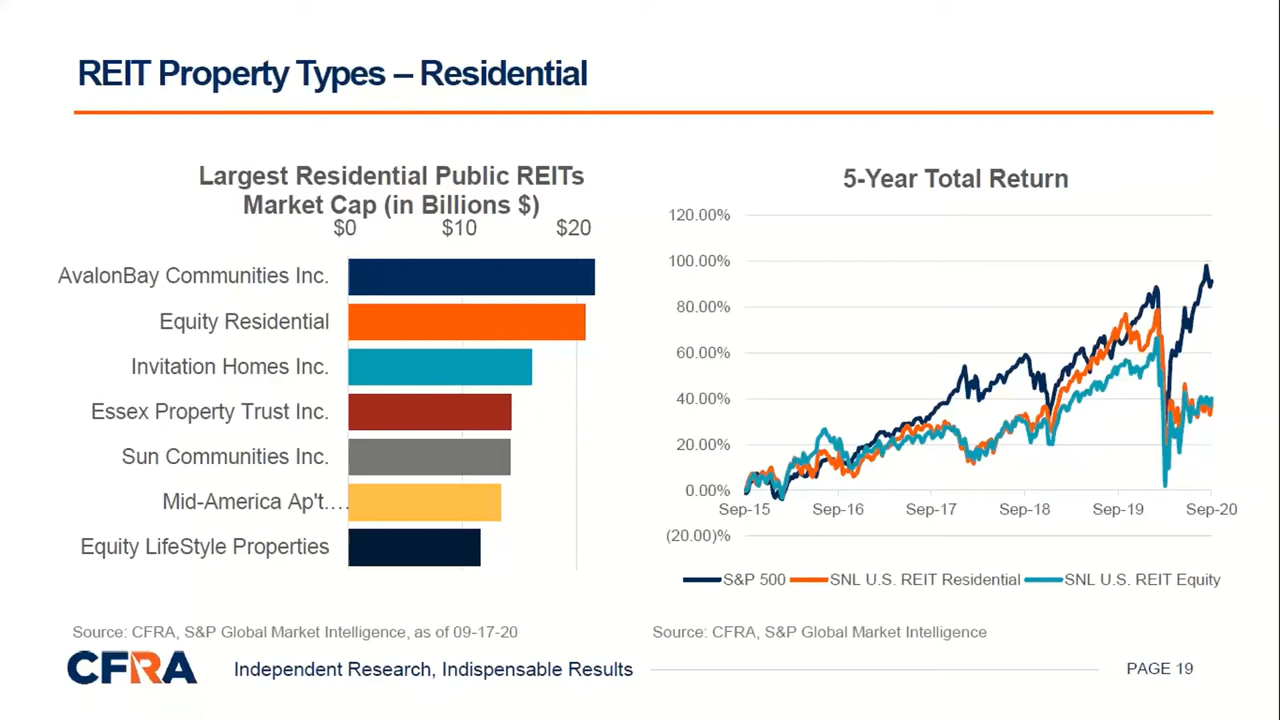 REIT Property Types – Residential
Largest Residential Public REITs
Market Cap (in Billions $)
$0 $10 $20
AvalonBay Communities Inc.
Equity Residential
Invitation Homes Inc.
Essex Property Trust Inc.
Sun Communities Inc.
Mid-America Ap't....
Equity LifeStyle Properties
Source: CFRA, S&P Global Market Intelligence, as of 09-17-20
5-Year Total Return
120.00%
100.00%
80.00%
60.00%
40.00%
20.00%
0.00%
Sep-15 Sep-16 Sep-17 Sep-18 Sep-19 Sep-20
(20.00)%
S&P 500 SNL U.S. REIT Residential SNL U.S. REIT Equity
Source: CFRA, S&P Global Market Intelligence
CFRA Independent Research, Indispensable Results PAGE 19